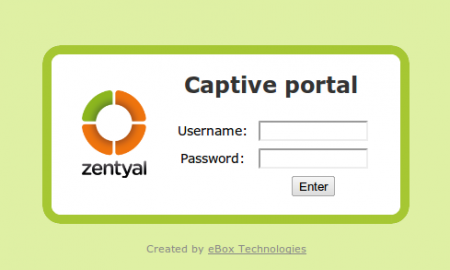 Captive portal
Username:
Password:
zentyal
Enter
Created by eBox Technologies